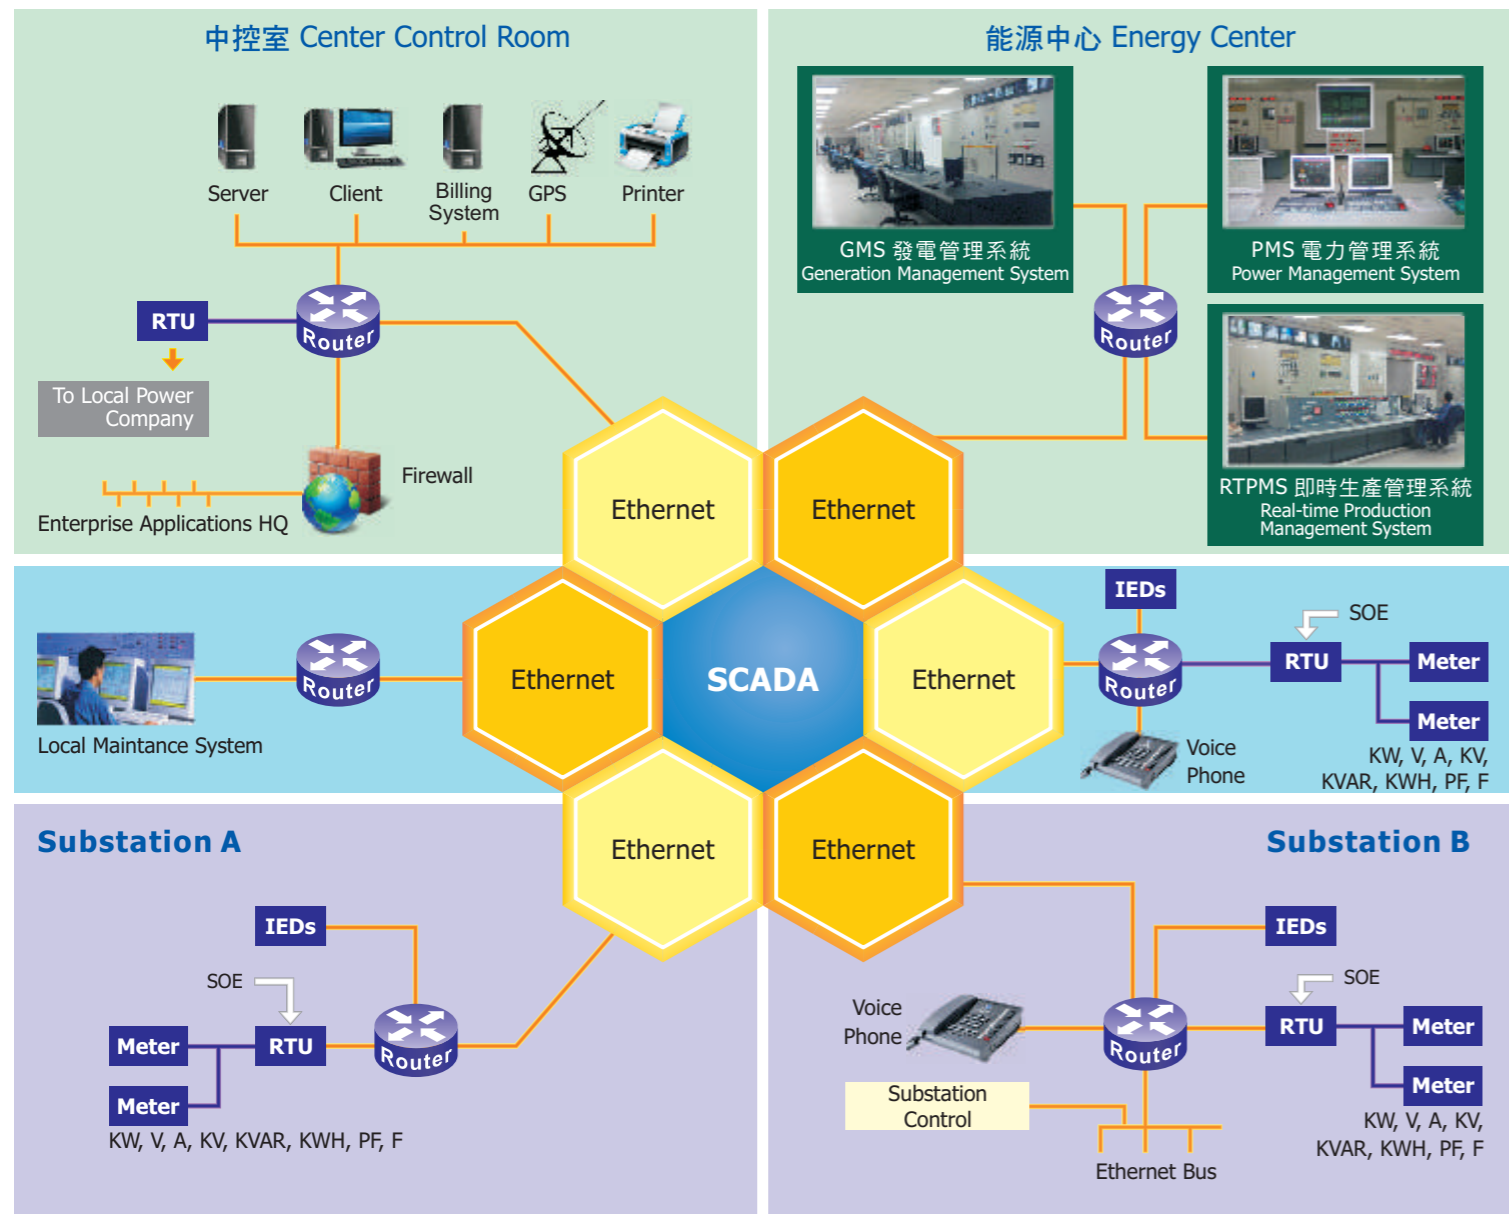 中控室 Center Control Room
Server
Client
Billing
System
GPS
Printer
RTU
Router
To Local Power
Company
Firewall
Enterprise Applications HQ
能源中心 Energy Center
GMS 發電管理系統
Generation Management System
PMS 電力管理系統
Power Management System
Router
RTPMS 即時生產管理系統
Real-time Production
Management System
Ethernet
Ethernet
Ethernet
SCADA
Ethernet
Ethernet
Ethernet
Router
Local Maintance System
IEDs
SOE
Router
RTU
Meter
Meter
Voice
Phone
KW, V, A, KV,
KVAR, KWH, PF, F
Substation A
IEDs
SOE
Meter
RTU
Router
Meter
KW, V, A, KV, KVAR, KWH, PF, F
Substation B
IEDs
SOE
Voice
Phone
Router
RTU
Meter
Meter
Substation
Control
KW, V, A, KV,
KVAR, KWH, PF, F
Ethernet Bus